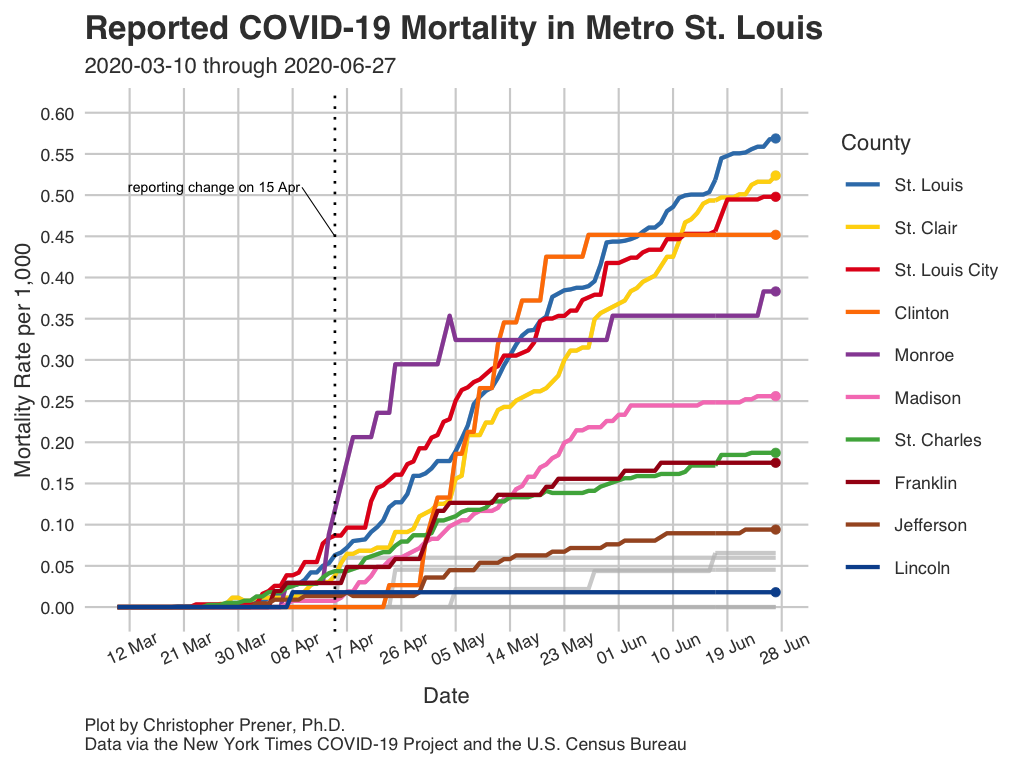 Reported COVID-19 Mortality in Metro St. Louis
2020-03-10 through 2020-06-27
Mortality Rate per 1,000
0.60
0.55
0.50
0.45
0.40
0.35
0.30
0.25
0.20
0.15
0.10
0.05
0.00
reporting change on 15 Apr
12 Mar
21 Mar
30 Mar
08 Apr
17 Apr
26 Apr
05 May
14 May
23 May
01 Jun
10 Jun
19 Jun
28 Jun
Date
County
St. Louis
St. Clair
St. Louis City
Clinton
Monroe
Madison
St. Charles
Franklin
Jefferson
Lincoln
Plot by Christopher Prener, Ph.D.
Data via the New York Times COVID-19 Project and the U.S. Census Bureau